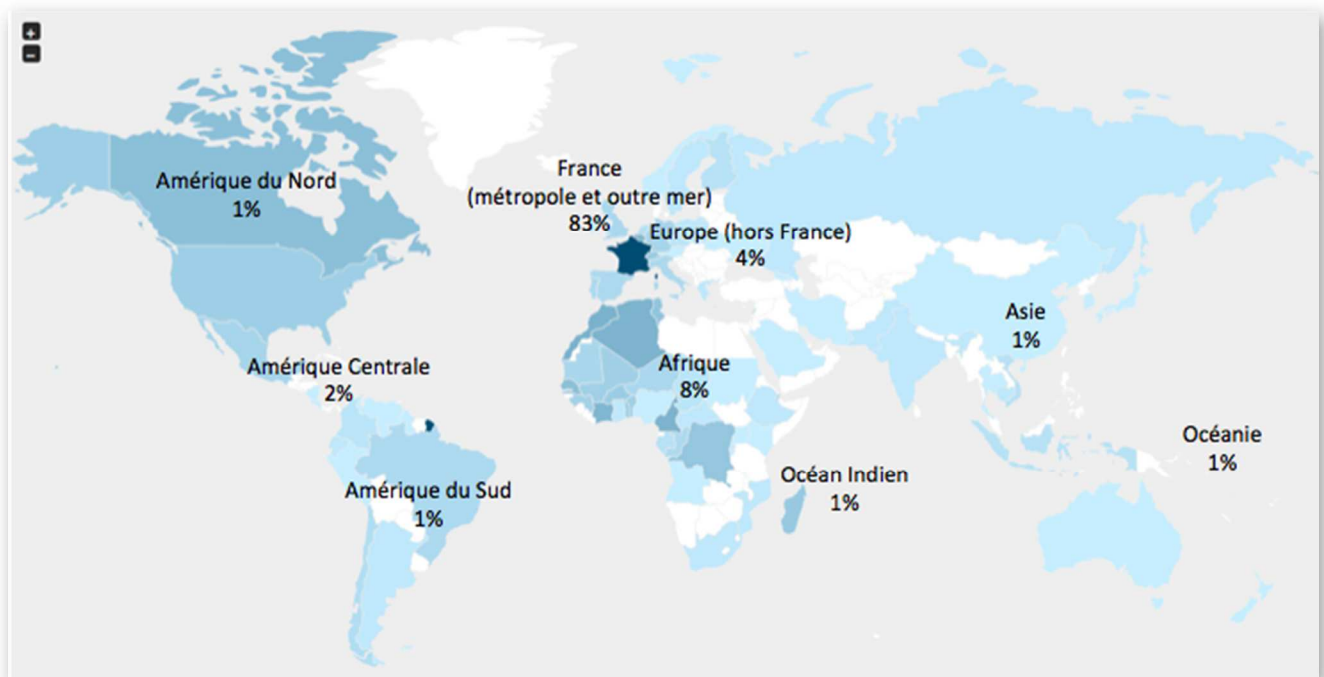 +
−
Amérique du Nord
1%
France
(métropole et outre mer)
83%
Europe (hors France)
4%
Asie
1%
Amérique Centrale
2%
Afrique
8%
Océanie
1%
Océan Indien
1%
Amérique du Sud
1%